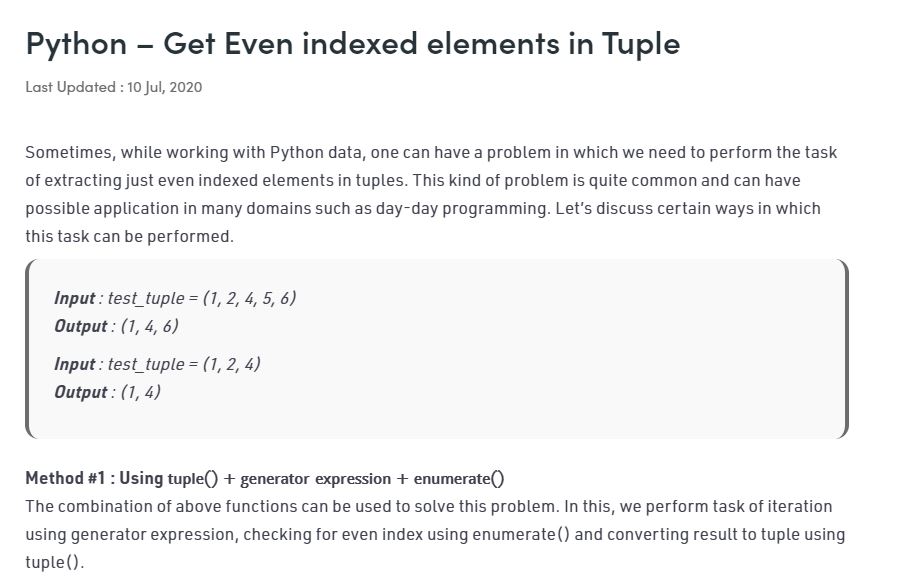 Python – Get Even indexed elements in Tuple
Last Updated : 10 Jul, 2020
Sometimes, while working with Python data, one can have a problem in which we need to perform the task
of extracting just even indexed elements in tuples. This kind of problem is quite common and can have
possible application in many domains such as day-day programming. Let’s discuss certain ways in which
this task can be performed.
Input : test_tuple = (1, 2, 4, 5, 6)
Output : (1, 4, 6)
Input : test_tuple = (1, 2, 4)
Output : (1, 4)
Method #1 : Using tuple() + generator expression + enumerate()
The combination of above functions can be used to solve this problem. In this, we perform task of iteration
using generator expression, checking for even index using enumerate() and converting result to tuple using
tuple().